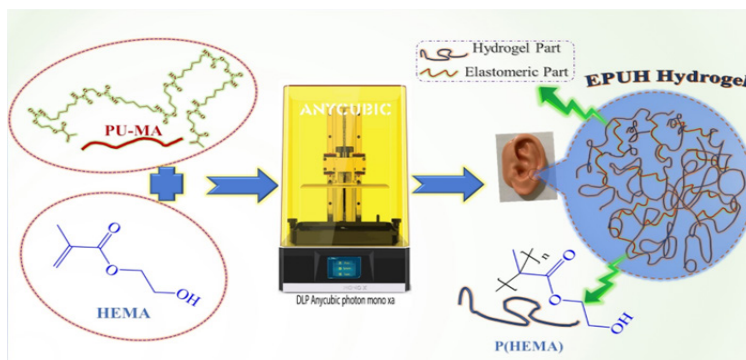 PU-MA
HEMA
OH
O
O
ANYCUBIC
DLP Anycubic photon mono xa
Hydrogel Part
Elastomeric Part
EPUH Hydrogel
n
O
O
OH
P(HEMA)